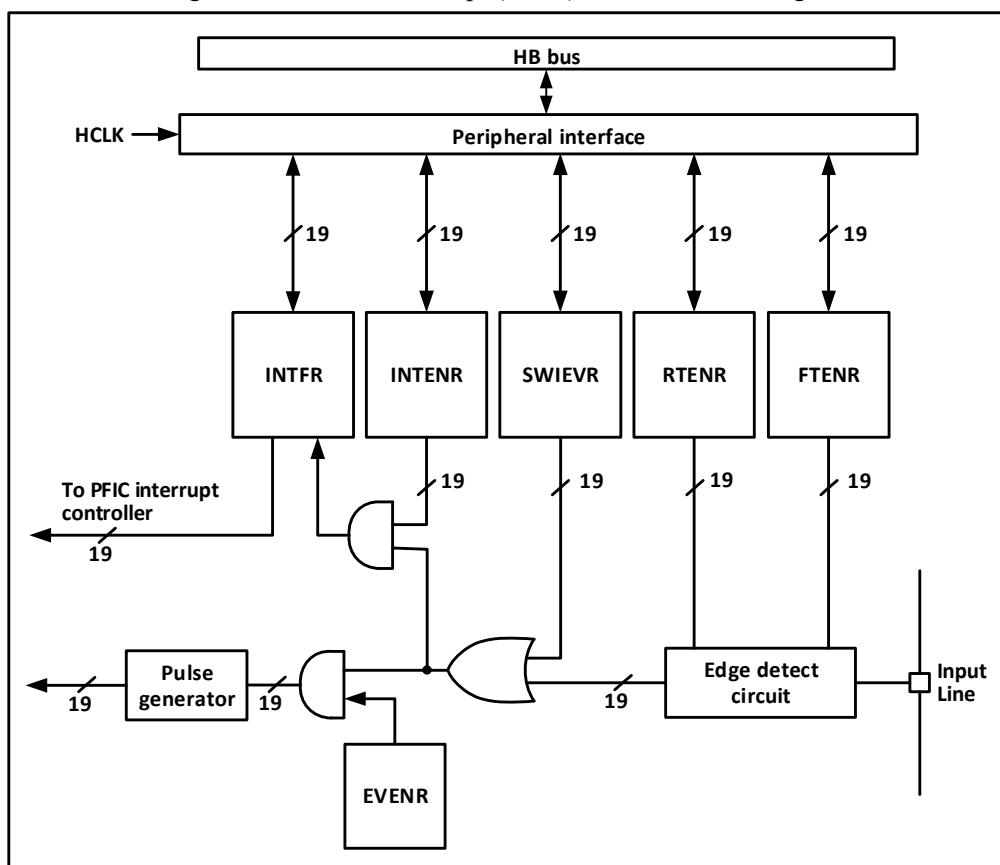 HB bus
HCLK
Peripheral interface
19 19 19 19 19
INTFR INTENR SWIEVR RTENR FTENR
19 19 19 19
To PFIC interrupt
controller
19
Pulse
generator
Edge detect
circuit
Input
Line
19 19 19
EVENR